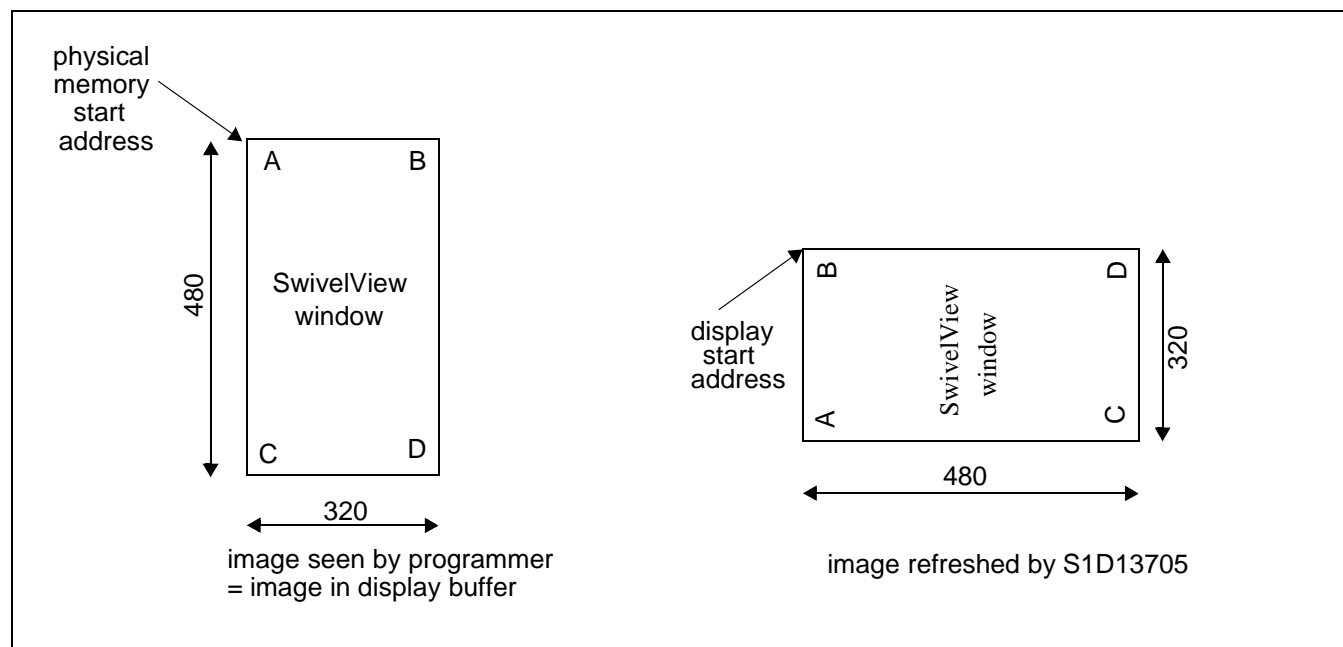 physical
memory
start
address
A
B
480
SwivelView
window
C
D
320
image seen by programmer
= image in display buffer
display
start
address
B
D
SwivelView
window
A
C
320
480
image refreshed by S1D13705